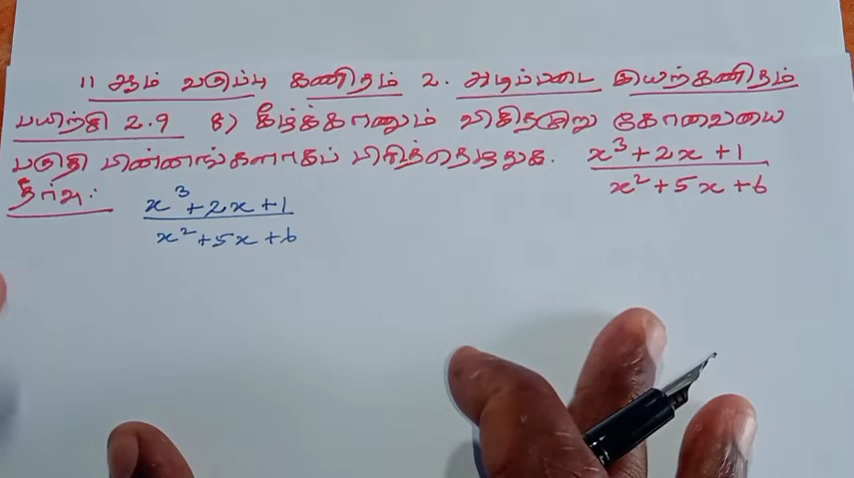 11 ஆம் வகுப்பு கணிதம் 2. அடிப்படை இயற்கணிதம்
பயிற்சி 2.9 8) கீழ்க்காணும் விகிதமுறு கோவையை
பகுதி பின்னங்களாகப் பிரித்தெழுதுக. x³+2x+1 / x²+5x+6
தீர்வு: x³+2x+1 / x²+5x+6